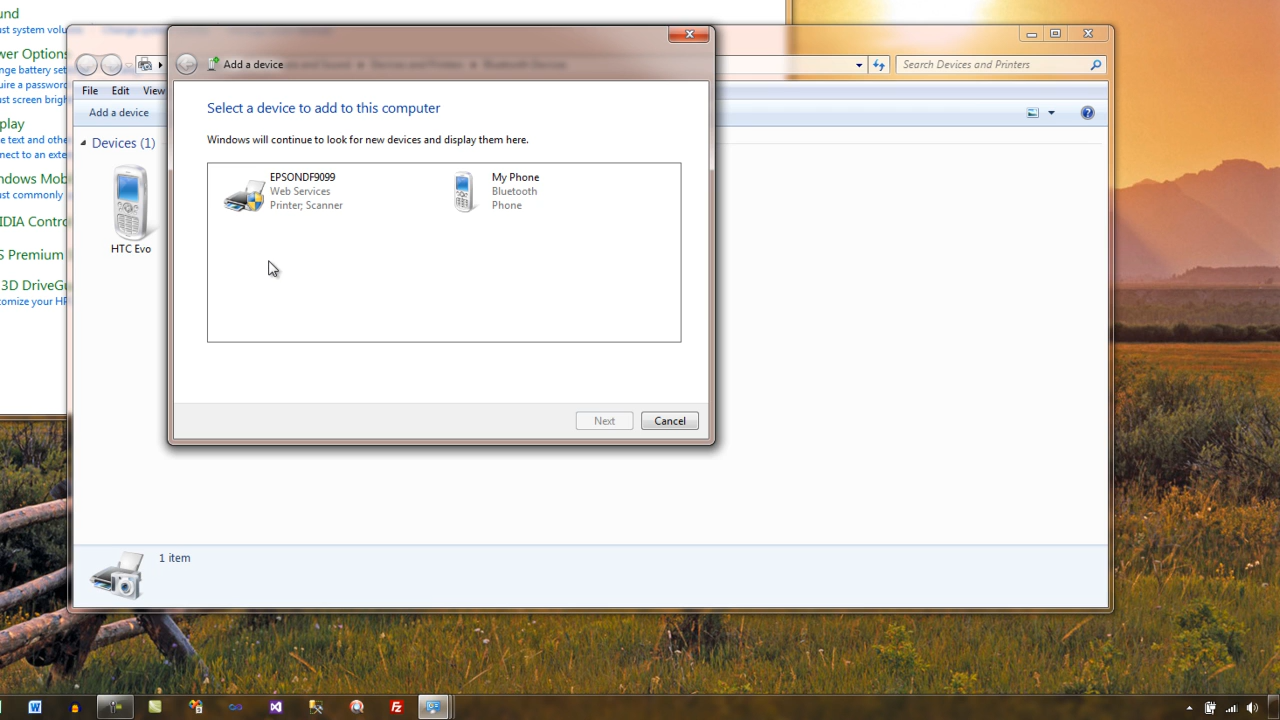 und
ust system volu
wer Options
nge battery set
uire a password
ust screen brigh
play
e text and othe
nnect to an exte
ndows Mob
ust commonly
IDIA Contro
S Premium
3D DriveGu
tomize your HP
Add a device
Search Devices and Printers
File Edit View
Add a device
Devices (1)
HTC Evo
Select a device to add to this computer
Windows will continue to look for new devices and display them here.
EPSONDF9099
Web Services
Printer; Scanner
My Phone
Bluetooth
Phone
Next Cancel
1 item